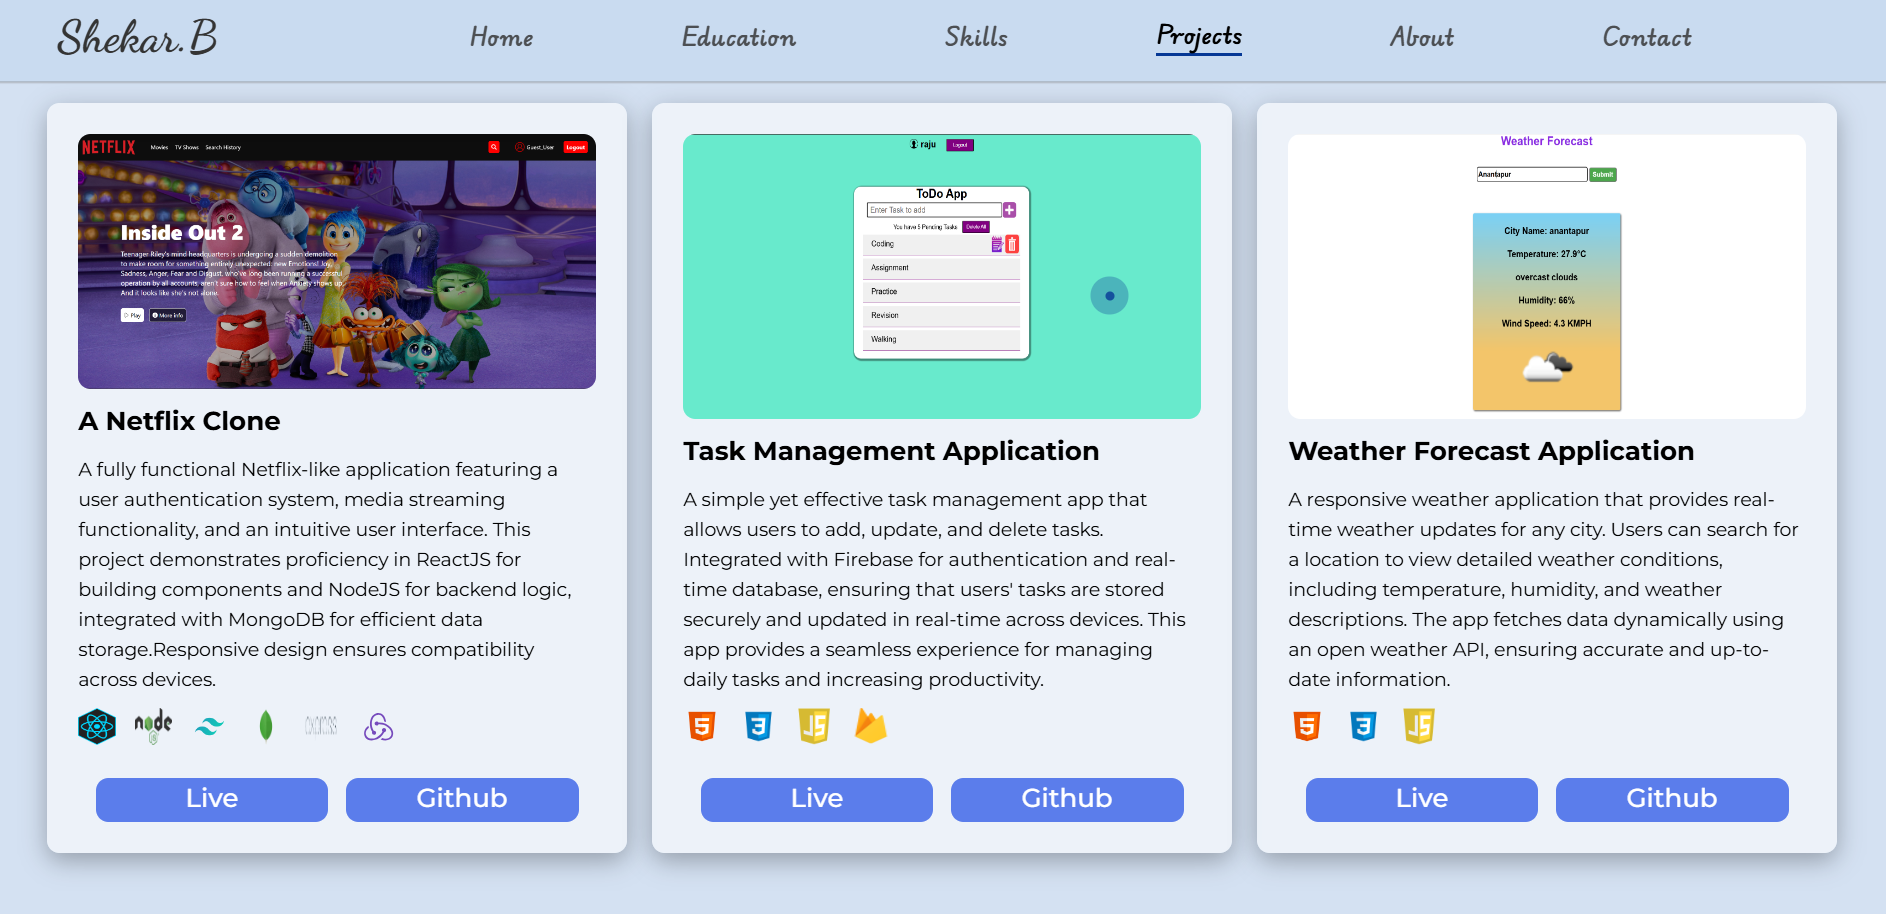 Shekar.B
Home
Education
Skills
Projects
About
Contact
NETFLIX
Movies
TV Shows
Search History
Guest_User
Logout
Inside Out 2
Teenager Riley's mind headquarters is undergoing a sudden demolition
to make room for something entirely unexpected: new Emotions! Joy,
Sadness, Anger, Fear and Disgust, who've long been running a successful
operation by all accounts, aren't sure how to feel when Anxiety shows up.
And it looks like she's not alone.
Play
More info
A Netflix Clone
A fully functional Netflix-like application featuring a
user authentication system, media streaming
functionality, and an intuitive user interface. This
project demonstrates proficiency in ReactJS for
building components and NodeJS for backend logic,
integrated with MongoDB for efficient data
storage.Responsive design ensures compatibility
across devices.
node
JS
Live
Github
raju
Logout
ToDo App
Enter Task to add
You have 5 Pending Tasks
Delete All
Coding
Assignment
Practice
Revision
Walking
Task Management Application
A simple yet effective task management app that
allows users to add, update, and delete tasks.
Integrated with Firebase for authentication and real-
time database, ensuring that users' tasks are stored
securely and updated in real-time across devices. This
app provides a seamless experience for managing
daily tasks and increasing productivity.
5
3
JS
Live
Github
Weather Forecast
Anantapur
Submit
City Name: anantapur
Temperature: 27.9°C
overcast clouds
Humidity: 66%
Wind Speed: 4.3 KMPH
Weather Forecast Application
A responsive weather application that provides real-
time weather updates for any city. Users can search for
a location to view detailed weather conditions,
including temperature, humidity, and weather
descriptions. The app fetches data dynamically using
an open weather API, ensuring accurate and up-to-
date information.
5
3
JS
Live
Github